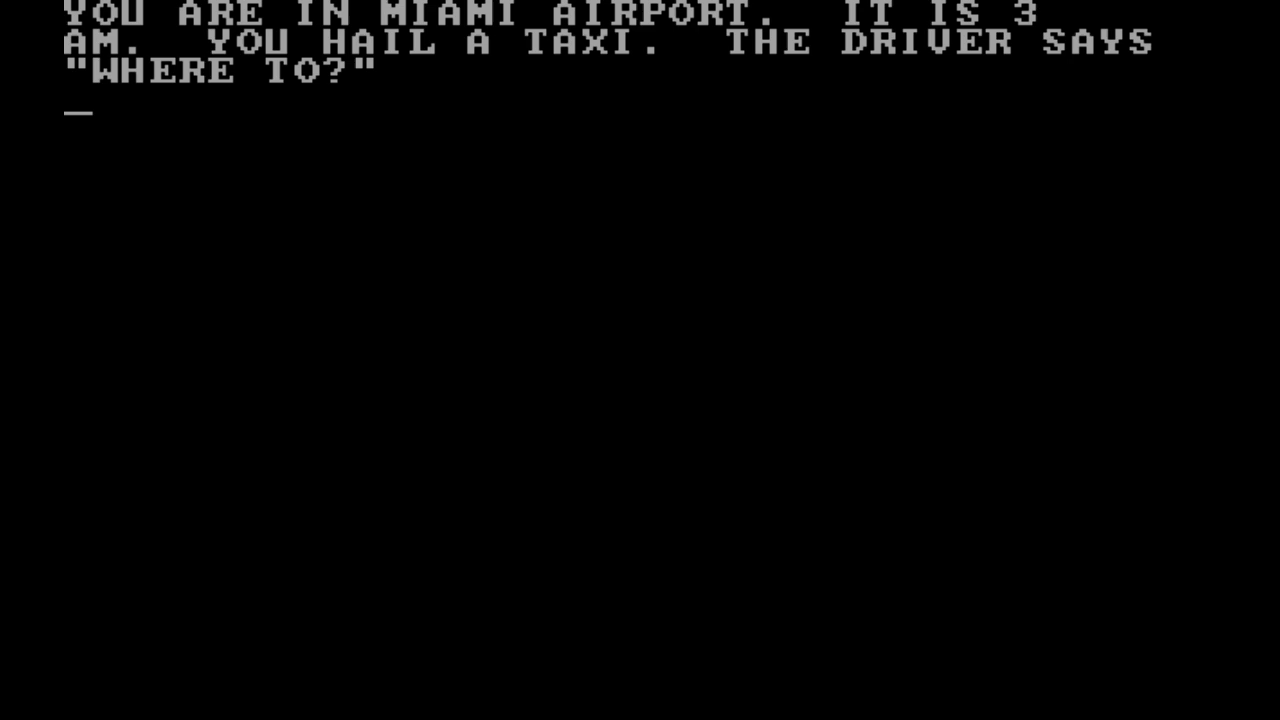 YOU ARE IN MIAMI AIRPORT.  IT IS 3
AM.  YOU HAIL A TAXI.  THE DRIVER SAYS
"WHERE TO?"